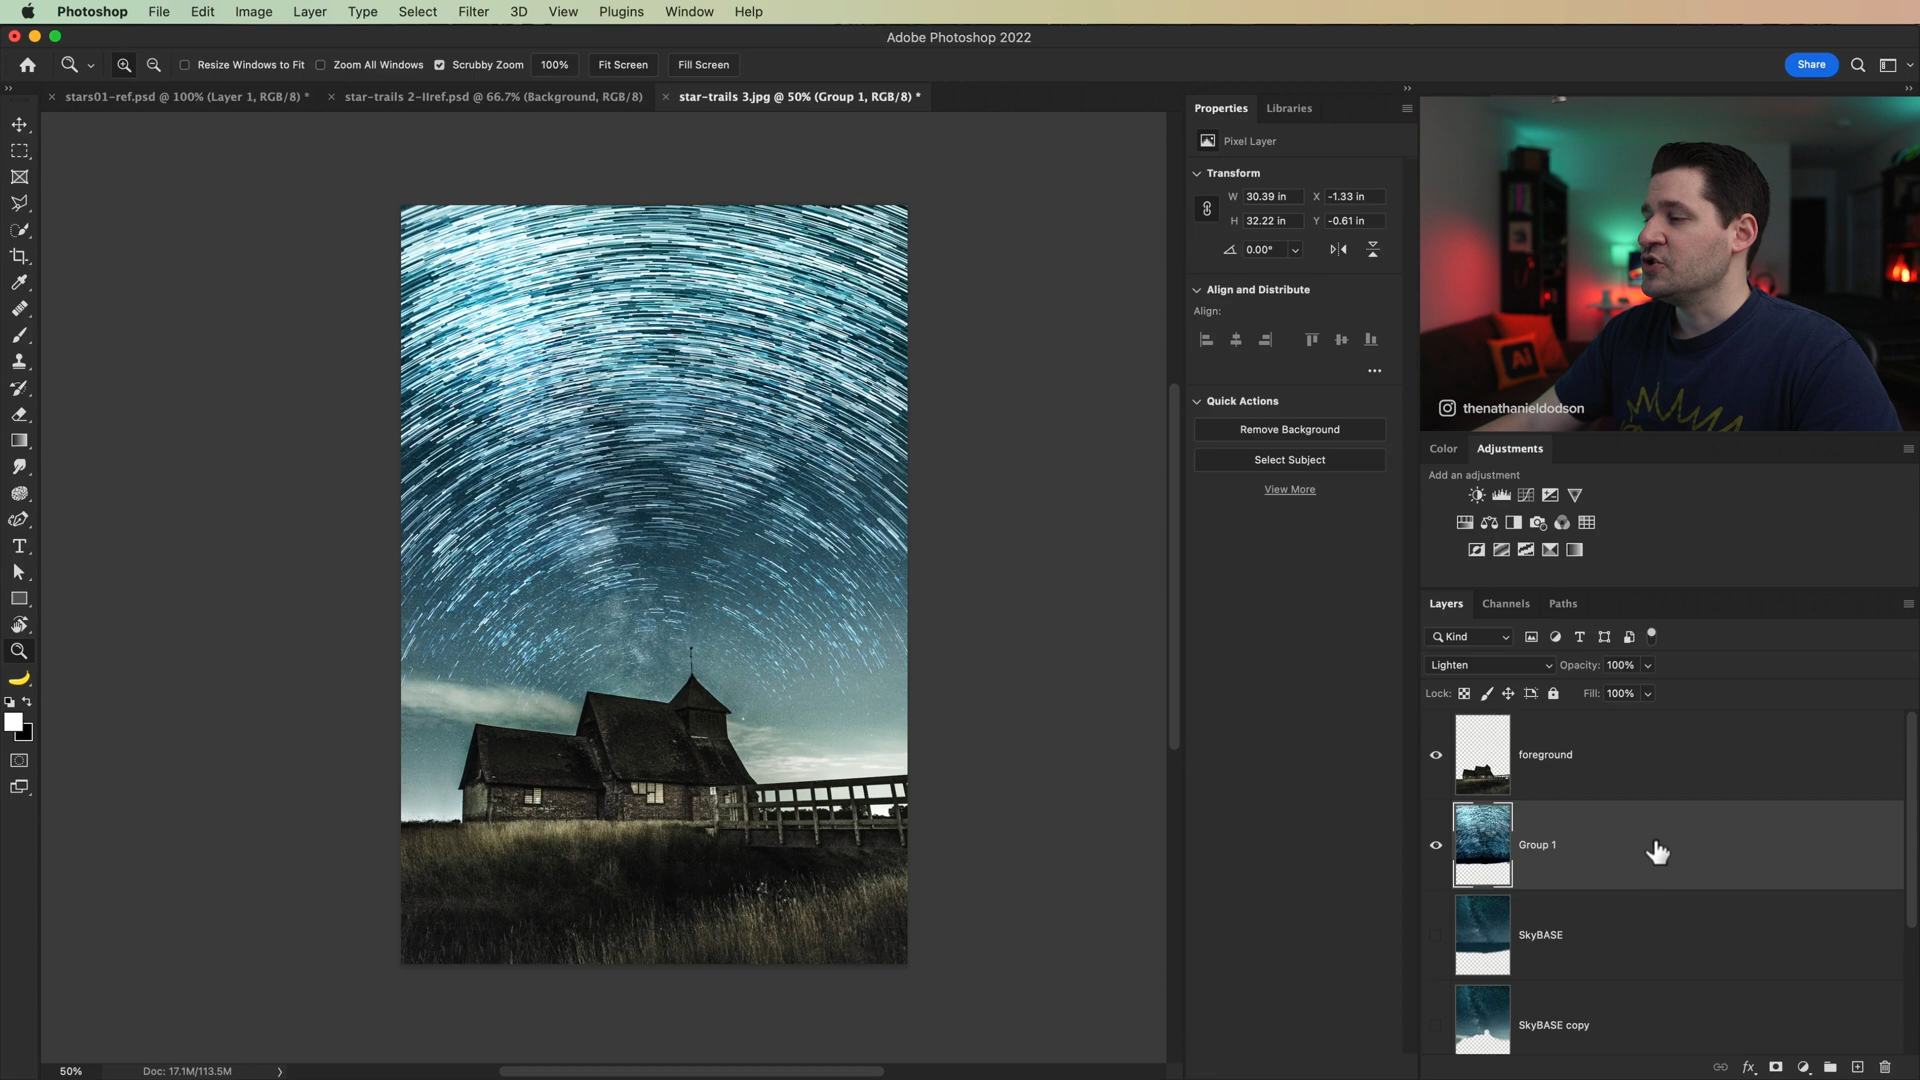 Photoshop File Edit Image Layer Type Select Filter 3D View Plugins Window Help
Adobe Photoshop 2022
Resize Windows to Fit Zoom All Windows Scrubby Zoom 100% Fit Screen Fill Screen Share
stars01-ref.psd @ 100% (Layer 1, RGB/8) * star-trails 2-IIref.psd @ 66.7% (Background, RGB/8) star-trails 3.jpg @ 50% (Group 1, RGB/8) *
Properties Libraries
Pixel Layer
Transform
W 30.39 in X -1.33 in
H 32.22 in Y -0.61 in
0.00°
Align and Distribute
Align:
Quick Actions
Remove Background
Select Subject
View More
Ai
thenathanieldodson
Color Adjustments
Add an adjustment
Layers Channels Paths
Kind
Lighten Opacity: 100%
Lock: Fill: 100%
foreground
Group 1
SkyBASE
SkyBASE copy
50% Doc: 17.1M/113.5M